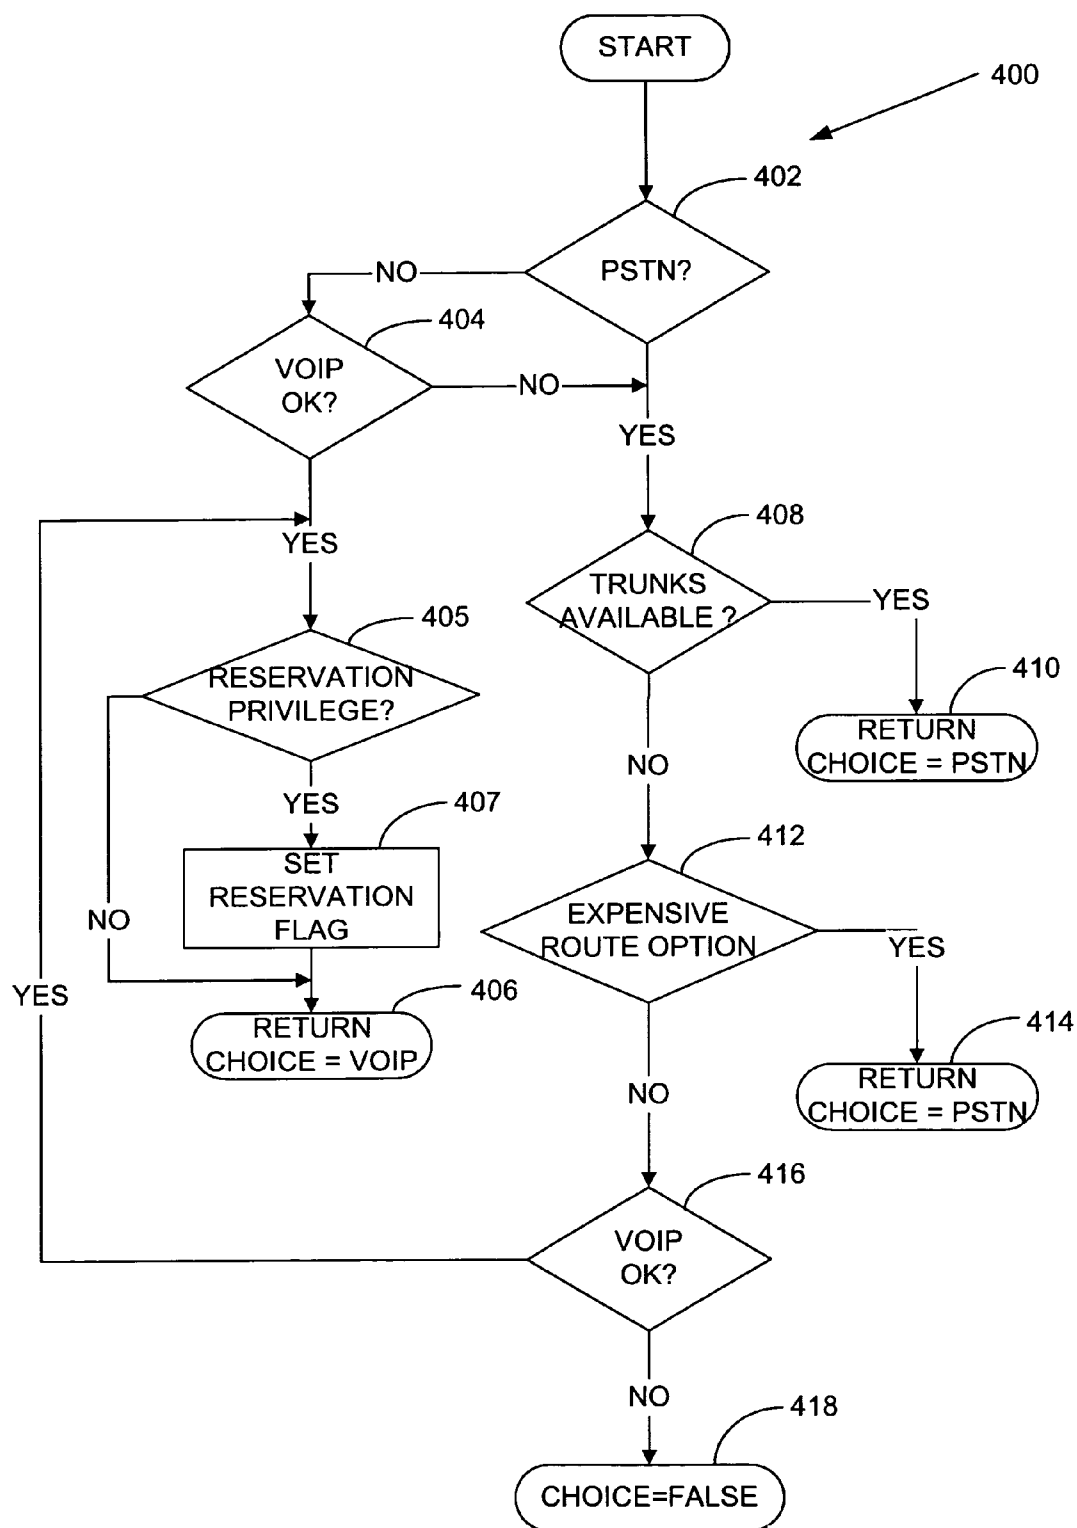 START
400
402
PSTN?
NO
404
VOIP
OK?
NO
YES
408
YES
TRUNKS
AVAILABLE ?
YES
405
RESERVATION
PRIVILEGE?
410
RETURN
CHOICE = PSTN
NO
YES
407
412
SET
RESERVATION
FLAG
NO
EXPENSIVE
ROUTE OPTION
YES
YES
406
RETURN
CHOICE = VOIP
414
RETURN
CHOICE = PSTN
NO
416
VOIP
OK?
NO
418
CHOICE=FALSE